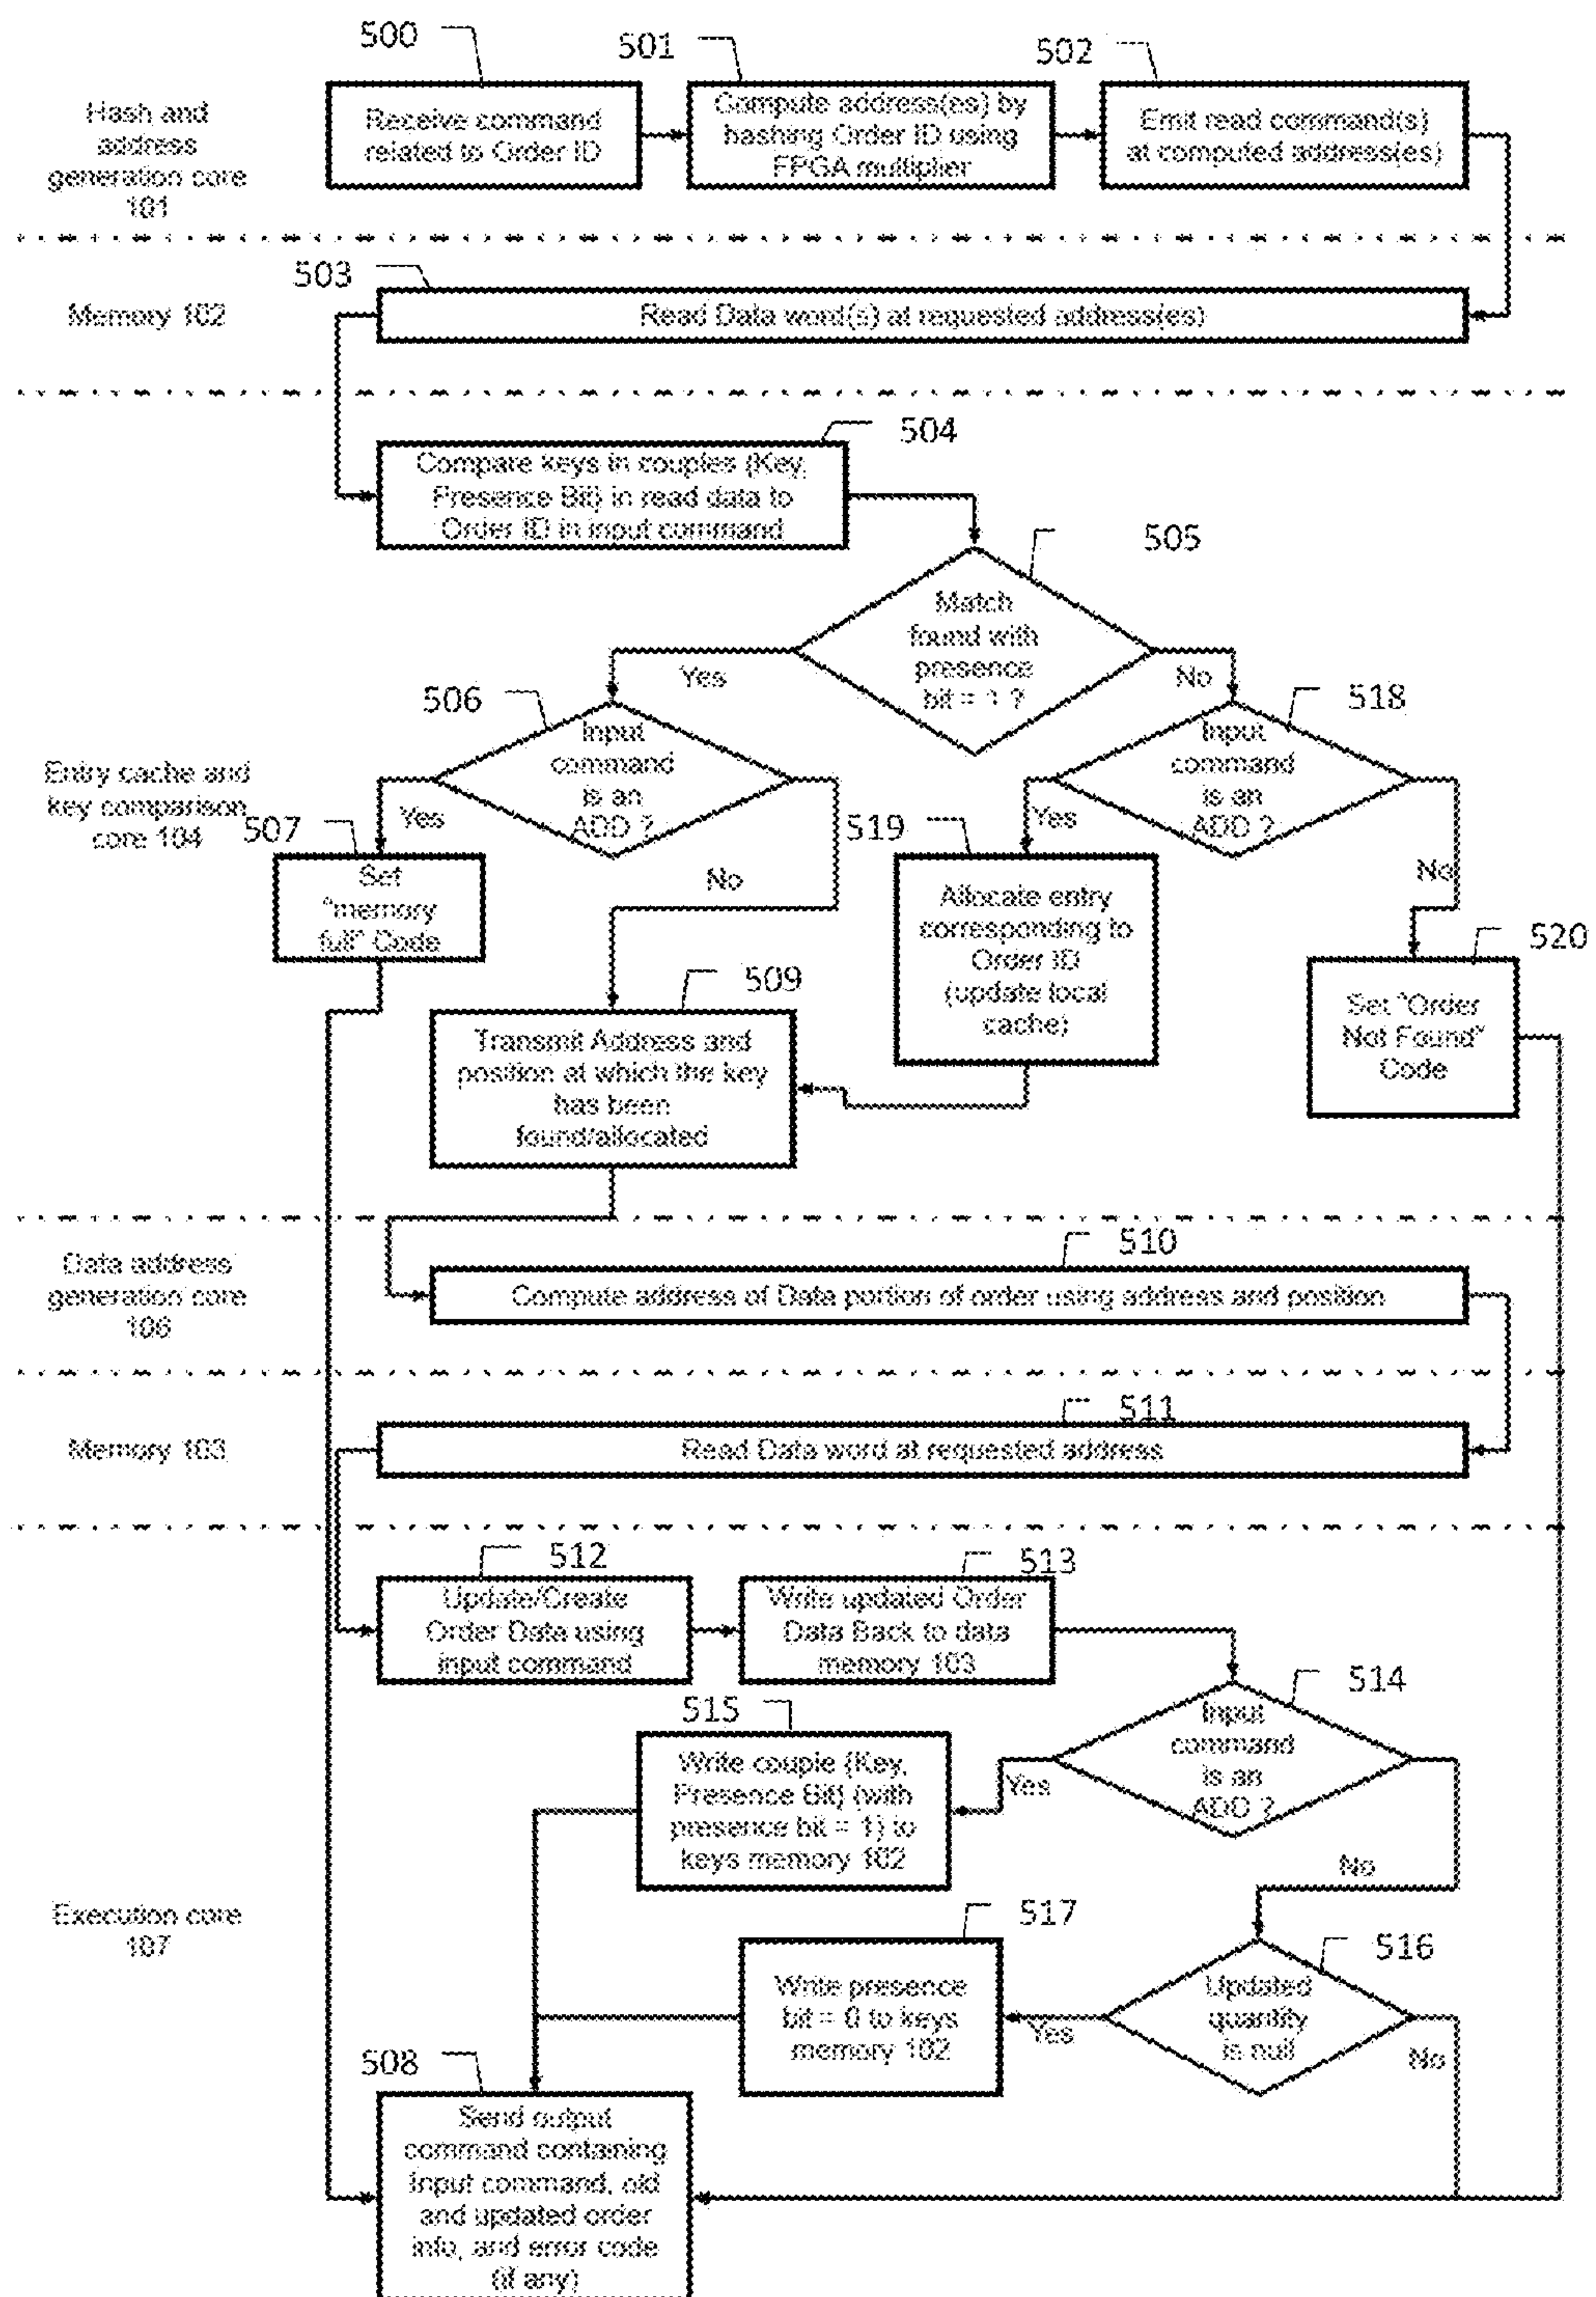 500
501
502
Hash and
address
generation core
101
Receive command
related to Order ID
Compute address(es) by
hashing Order ID using
FPGA multiplier
Emit read command(s)
at computed address(es)
503
Memory 102
Read Data word(s) at requested address(es)
504
Compare keys in couples (Key,
Presence Bit) in read data to
Order ID in input command
505
Match
found with
presence
bit = 1 ?
Yes
No
506
518
Input
command
is an
ADD ?
Input
command
is an
ADD ?
Entry cache and
key comparison
core 104
507
Yes
No
519
Yes
No
Set
"memory
full" Code
Allocate entry
corresponding to
Order ID
(update local
cache)
520
Set "Order
Not Found"
Code
509
Transmit Address and
position at which the key
has been
found/allocated
510
Data address
generation core
106
Compute address of Data portion of order using address and position
511
Memory 103
Read Data word at requested address
512
513
Update/Create
Order Data using
input command
Write updated Order
Data Back to data
memory 103
514
Input
command
is an
ADD ?
515
Yes
No
Write couple (Key,
Presence Bit) (with
presence bit = 1) to
keys memory 102
Execution core
107
517
516
Write presence
bit = 0 to keys
memory 102
Updated
quantity
is null
Yes
No
508
Send output
command containing
Input command, old
and updated order
info, and error code
(if any)